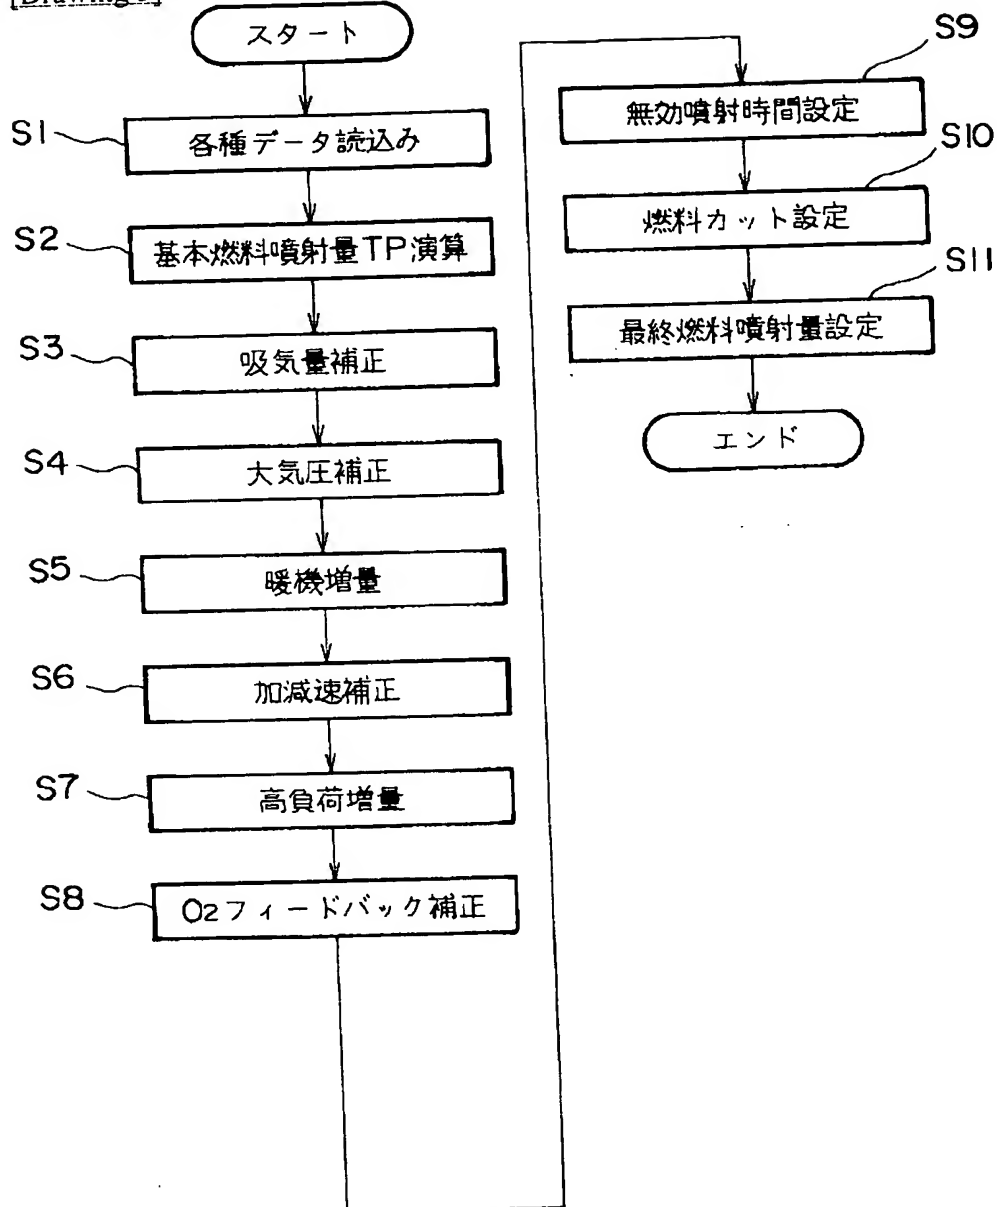 スタート
S1
各種データ読込み
S2
基本燃料噴射量TP演算
S3
吸気量補正
S4
大気圧補正
S5
暖機増量
S6
加減速補正
S7
高負荷増量
S8
O2フィードバック補正
S9
無効噴射時間設定
S10
燃料カット設定
S11
最終燃料噴射量設定
エンド